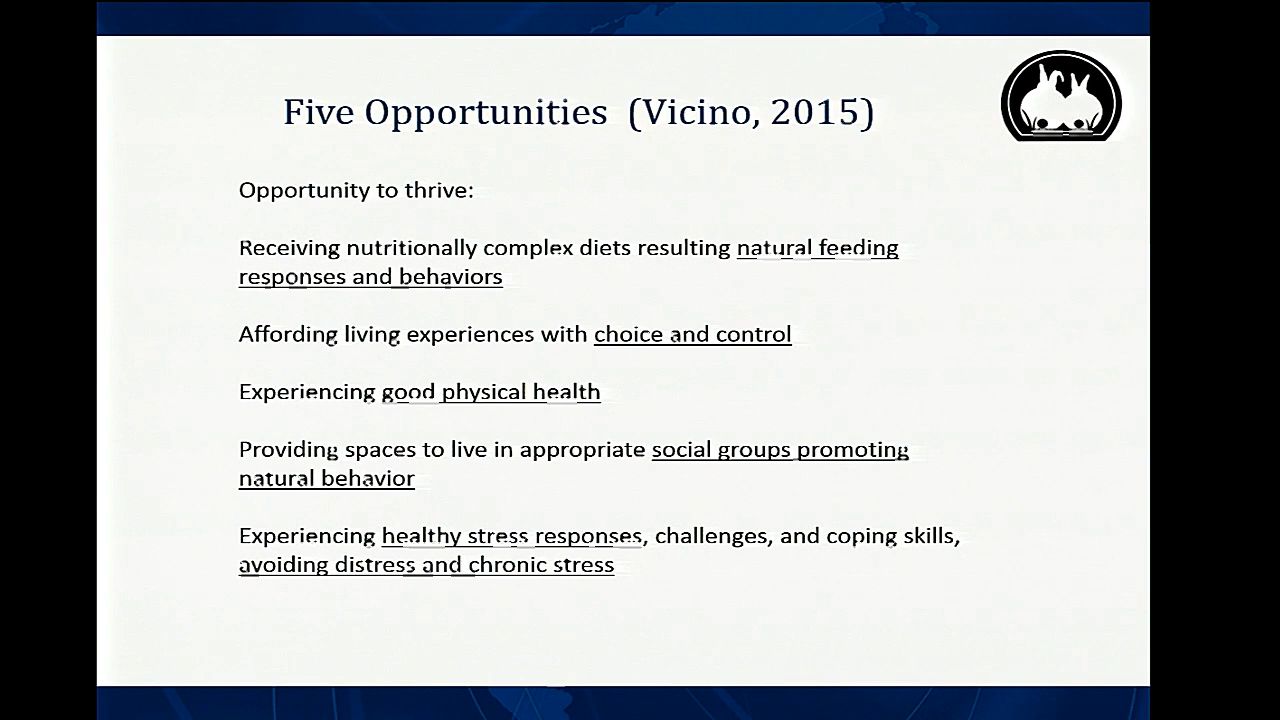 Five Opportunities (Vicino, 2015)
Opportunity to thrive:
Receiving nutritionally complex diets resulting natural feeding
responses and behaviors
Affording living experiences with choice and control
Experiencing good physical health
Providing spaces to live in appropriate social groups promoting
natural behavior
Experiencing healthy stress responses, challenges, and coping skills,
avoiding distress and chronic stress